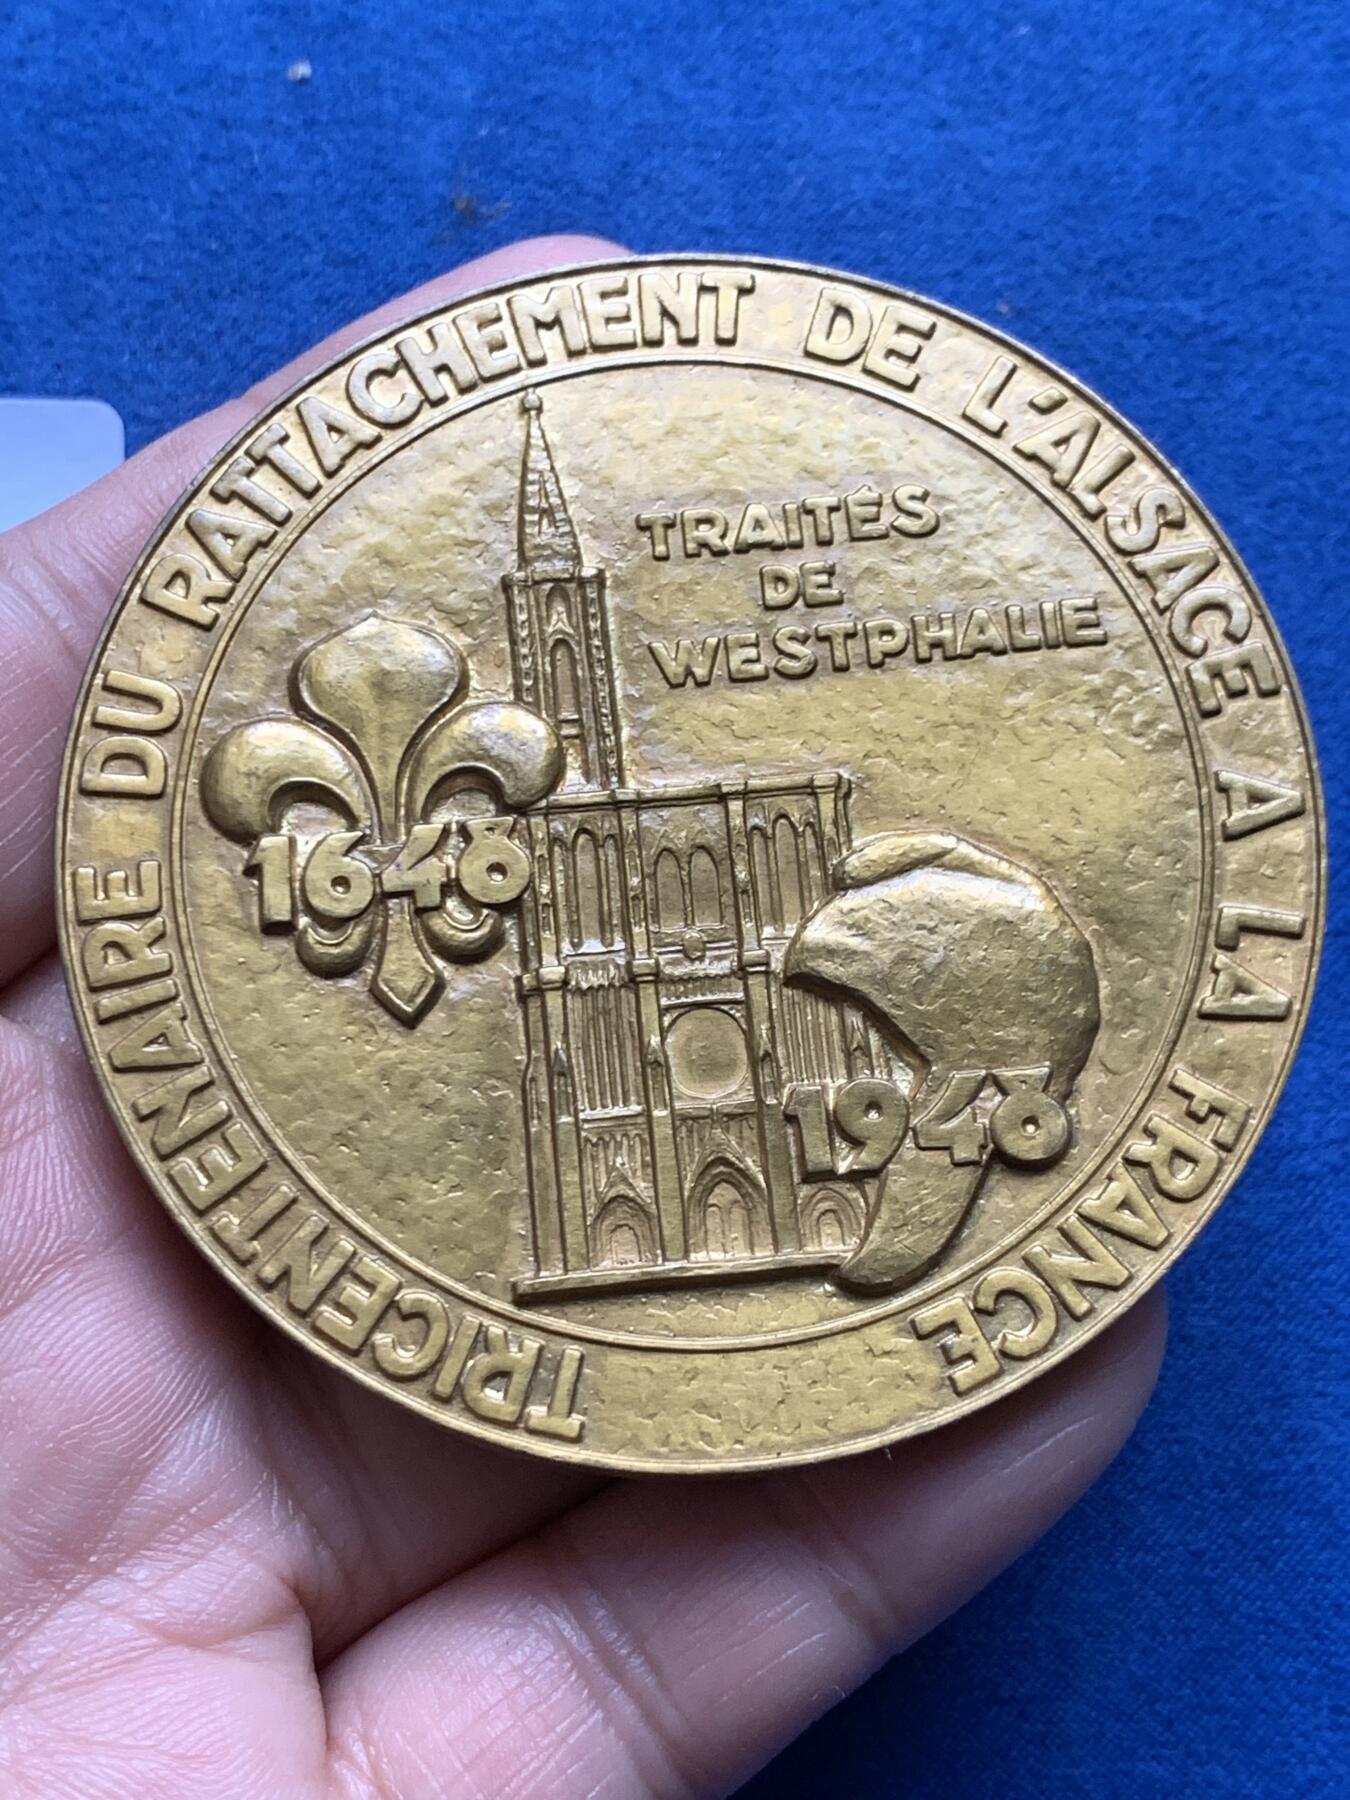 TRICENTENAIRE DU RATTACHEMENT DE L'ALSACE A LA FRANCE
TRAITÉS
DE
WESTPHALIE
1648
1948